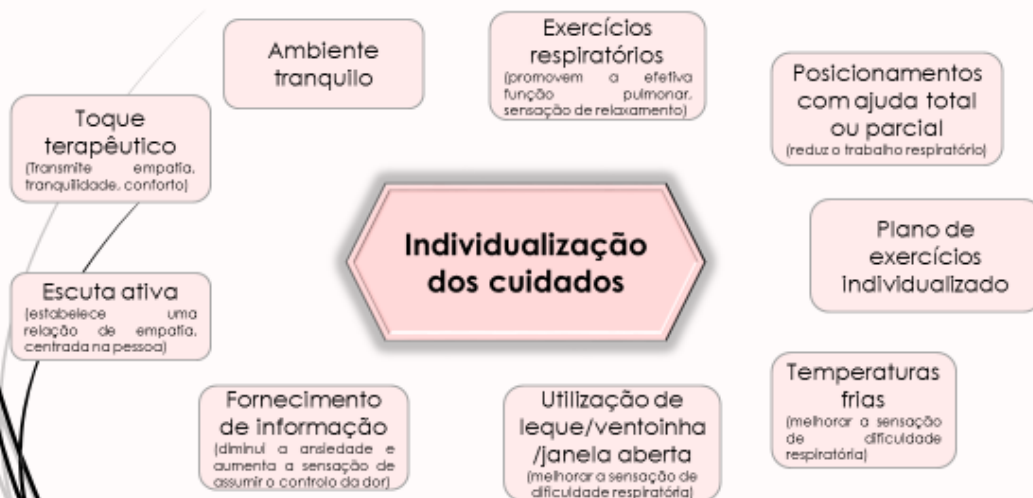 Ambiente
tranquilo
Exercícios
respiratórios
(promovem a efetiva
função pulmonar,
sensação de relaxamento)
Posicionamentos
com ajuda total
ou parcial
(reduz o trabalho respiratório)
Toque
terapêutico
(Transmite empatia,
tranquilidade, conforto)
Individualização
dos cuidados
Plano de
exercícios
individualizado
Escuta ativa
(estabelece uma
relação de empatia,
centrada na pessoa)
Temperaturas
frias
(melhorar a sensação
de dificuldade
respiratória)
Fornecimento
de informação
(diminui a ansiedade e
aumenta a sensação de
assumir o controlo da dor)
Utilização de
leque/ventoinha
/janela aberta
(melhorar a sensação de
dificuldade respiratória)